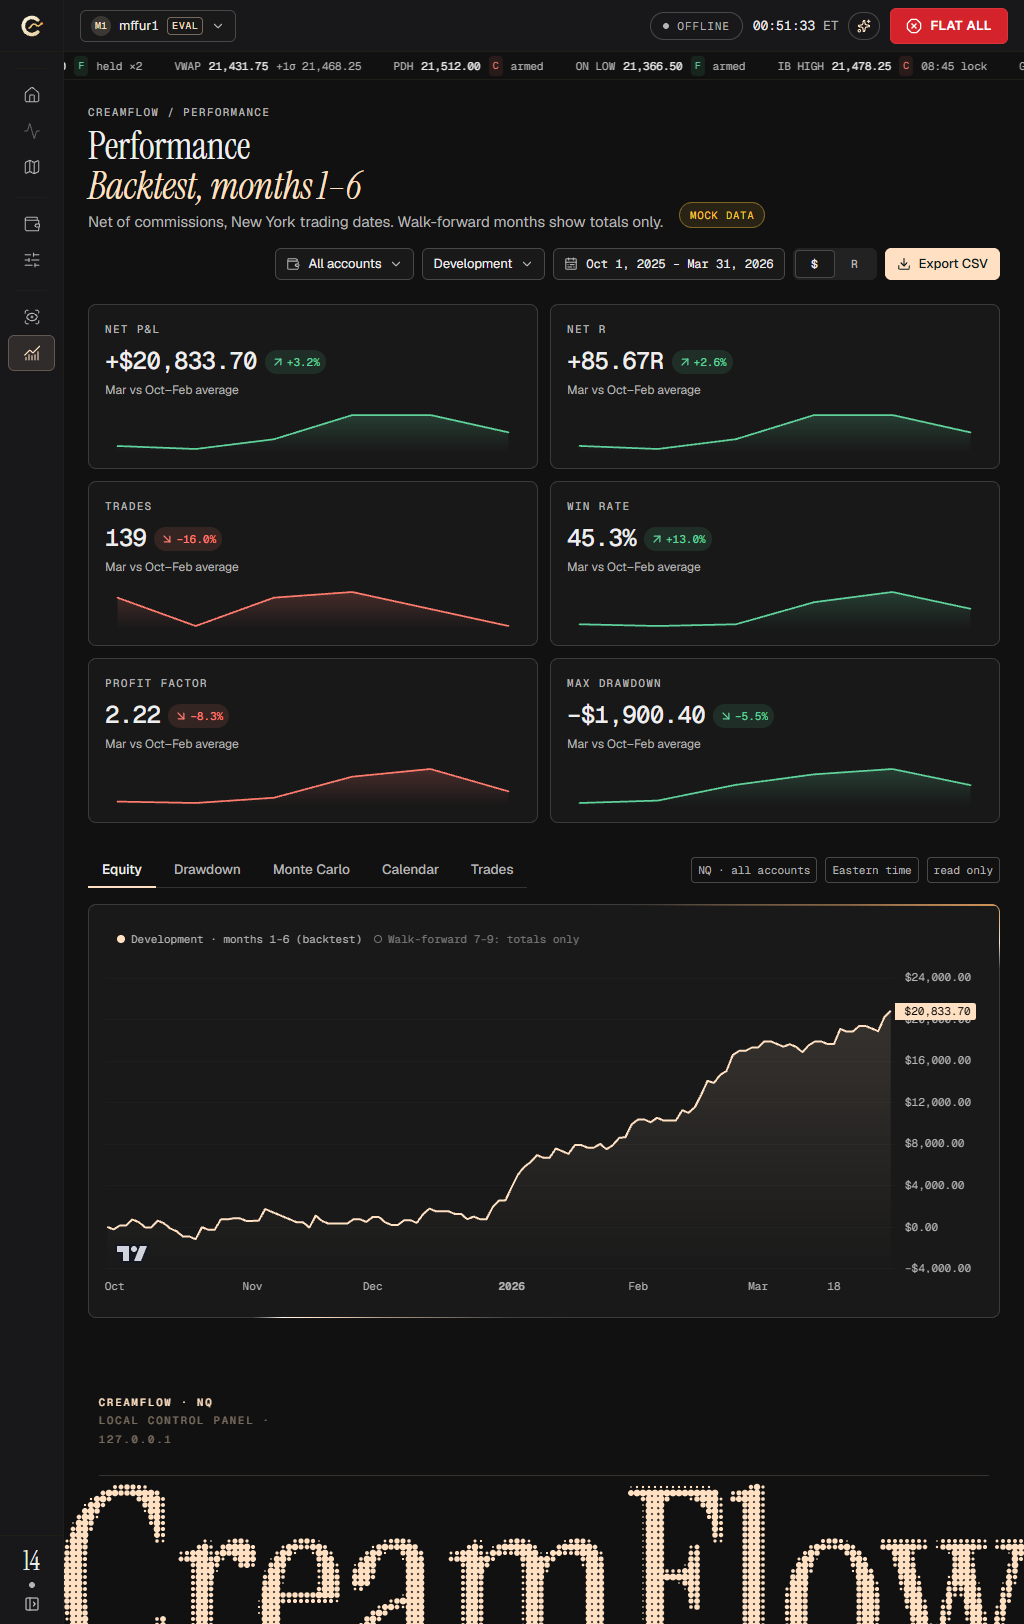 M1 mffur1 EVAL
OFFLINE 00:51:33 ET FLAT ALL
F held ×2 VWAP 21,431.75 +1σ 21,468.25 PDH 21,512.00 C armed ON LOW 21,366.50 F armed IB HIGH 21,478.25 C 08:45 lock
CREAMFLOW / PERFORMANCE
Performance
Backtest, months 1–6
Net of commissions, New York trading dates. Walk-forward months show totals only. MOCK DATA
All accounts Development Oct 1, 2025 – Mar 31, 2026 $ R Export CSV
NET P&L
+$20,833.70 +3.2%
Mar vs Oct–Feb average
NET R
+85.67R +2.6%
Mar vs Oct–Feb average
TRADES
139 −16.0%
Mar vs Oct–Feb average
WIN RATE
45.3% +13.0%
Mar vs Oct–Feb average
PROFIT FACTOR
2.22 −8.3%
Mar vs Oct–Feb average
MAX DRAWDOWN
−$1,900.40 −5.5%
Mar vs Oct–Feb average
Equity Drawdown Monte Carlo Calendar Trades NQ · all accounts Eastern time read only
Development · months 1–6 (backtest) Walk-forward 7–9: totals only
$24,000.00
$20,833.70
$16,000.00
$12,000.00
$8,000.00
$4,000.00
$0.00
−$4,000.00
Oct Nov Dec 2026 Feb Mar 18
CREAMFLOW · NQ
LOCAL CONTROL PANEL ·
127.0.0.1
CreamFlow
14